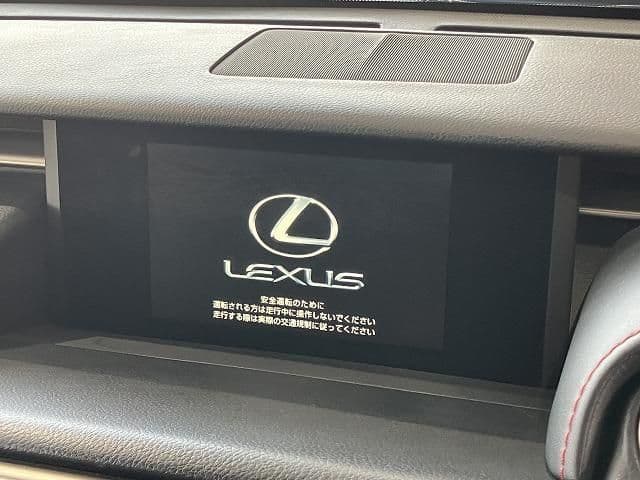 LEXUS
安全運転のために
運転される方は走行中に操作しないでください
走行する際は実際の交通規制に従ってください